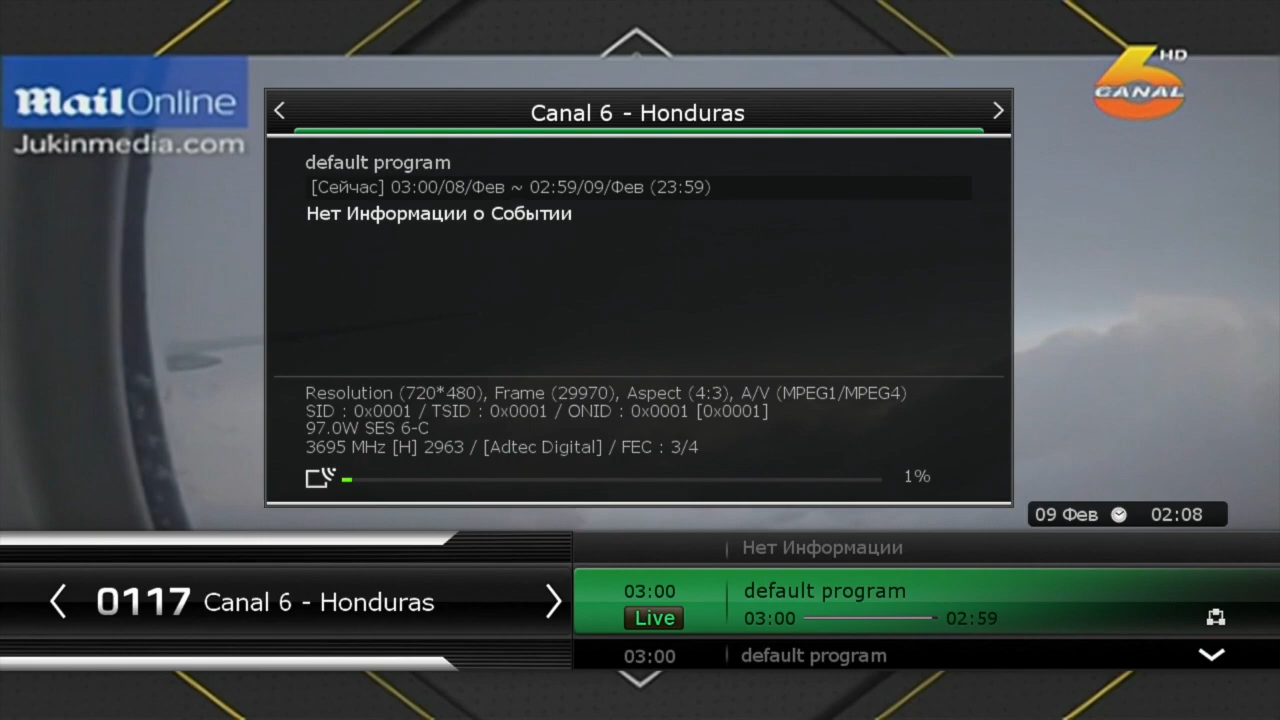 Mail Online
Jukinmedia.com
6 HD
CANAL
Canal 6 - Honduras
default program
[Сейчас] 03:00/08/Фев ~ 02:59/09/Фев (23:59)
Нет Информации о Событии
Resolution (720*480), Frame (29970), Aspect (4:3), A/V (MPEG1/MPEG4)
SID : 0x0001 / TSID : 0x0001 / ONID : 0x0001 [0x0001]
97.0W SES 6-C
3695 MHz [H] 2963 / [Adtec Digital] / FEC : 3/4
1%
09 Фев 02:08
0117 Canal 6 - Honduras
Нет Информации
03:00 default program
Live 03:00 02:59
03:00 default program